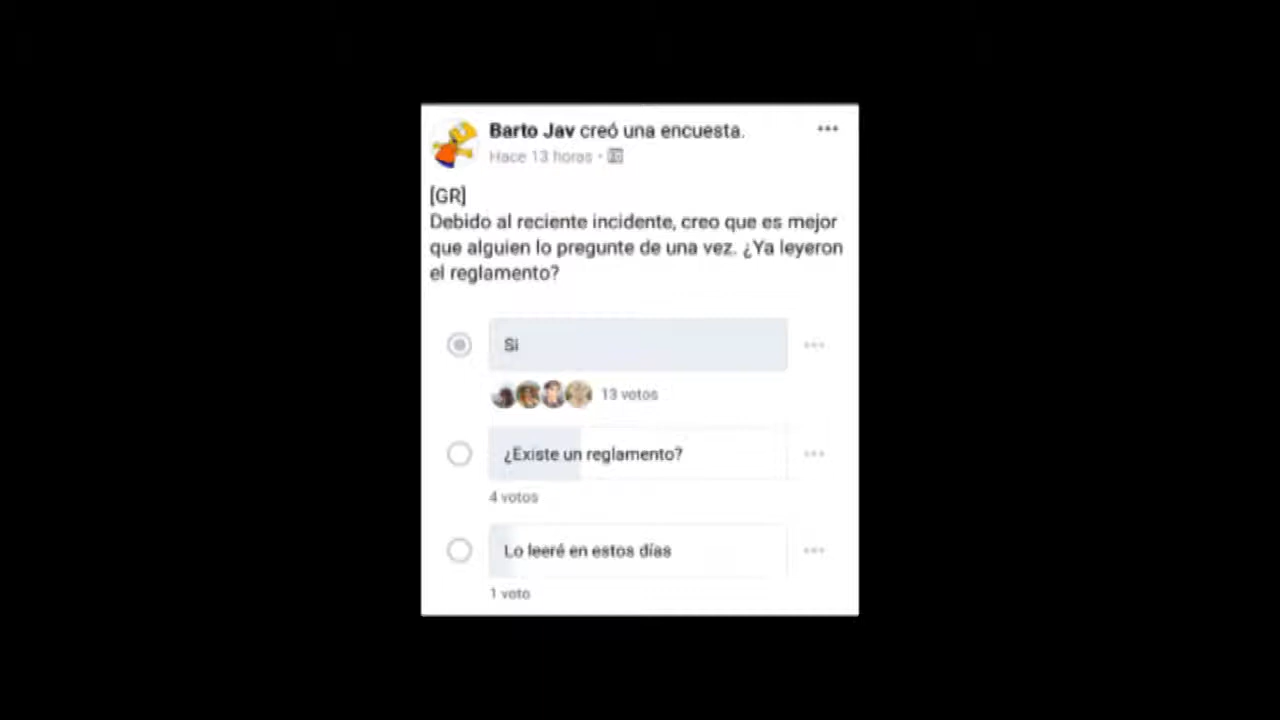 Barto Jav creó una encuesta.
Hace 13 horas
[GR]
Debido al reciente incidente, creo que es mejor
que alguien lo pregunte de una vez. ¿Ya leyeron
el reglamento?
Si
13 votos
¿Existe un reglamento?
4 votos
Lo leeré en estos días
1 voto